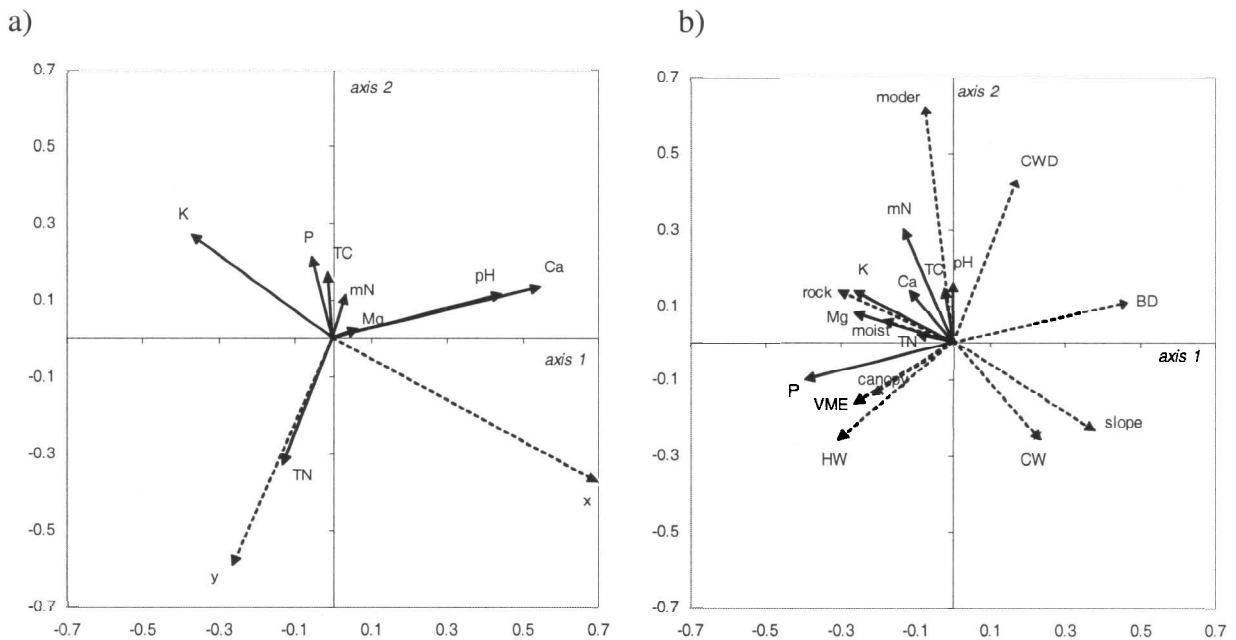 a)
0.7
axis 2
0.5
0.3
K
P
TC
mN
pH
Ca
0.1
Mg
axis 1
-0.1
-0.3
TN
x
-0.5
y
-0.7
-0.7 -0.5 -0.3 -0.1 0.1 0.3 0.5 0.7
b)
0.7
moder
axis 2
0.5
CWD
mN
0.3
TC
pH
K
Ca
rock
0.1
BD
Mg
moist
TN
axis 1
-0.1
P
canopy
VME
slope
HW
CW
-0.3
-0.5
-0.7
-0.7 -0.5 -0.3 -0.1 0.1 0.3 0.5 0.7